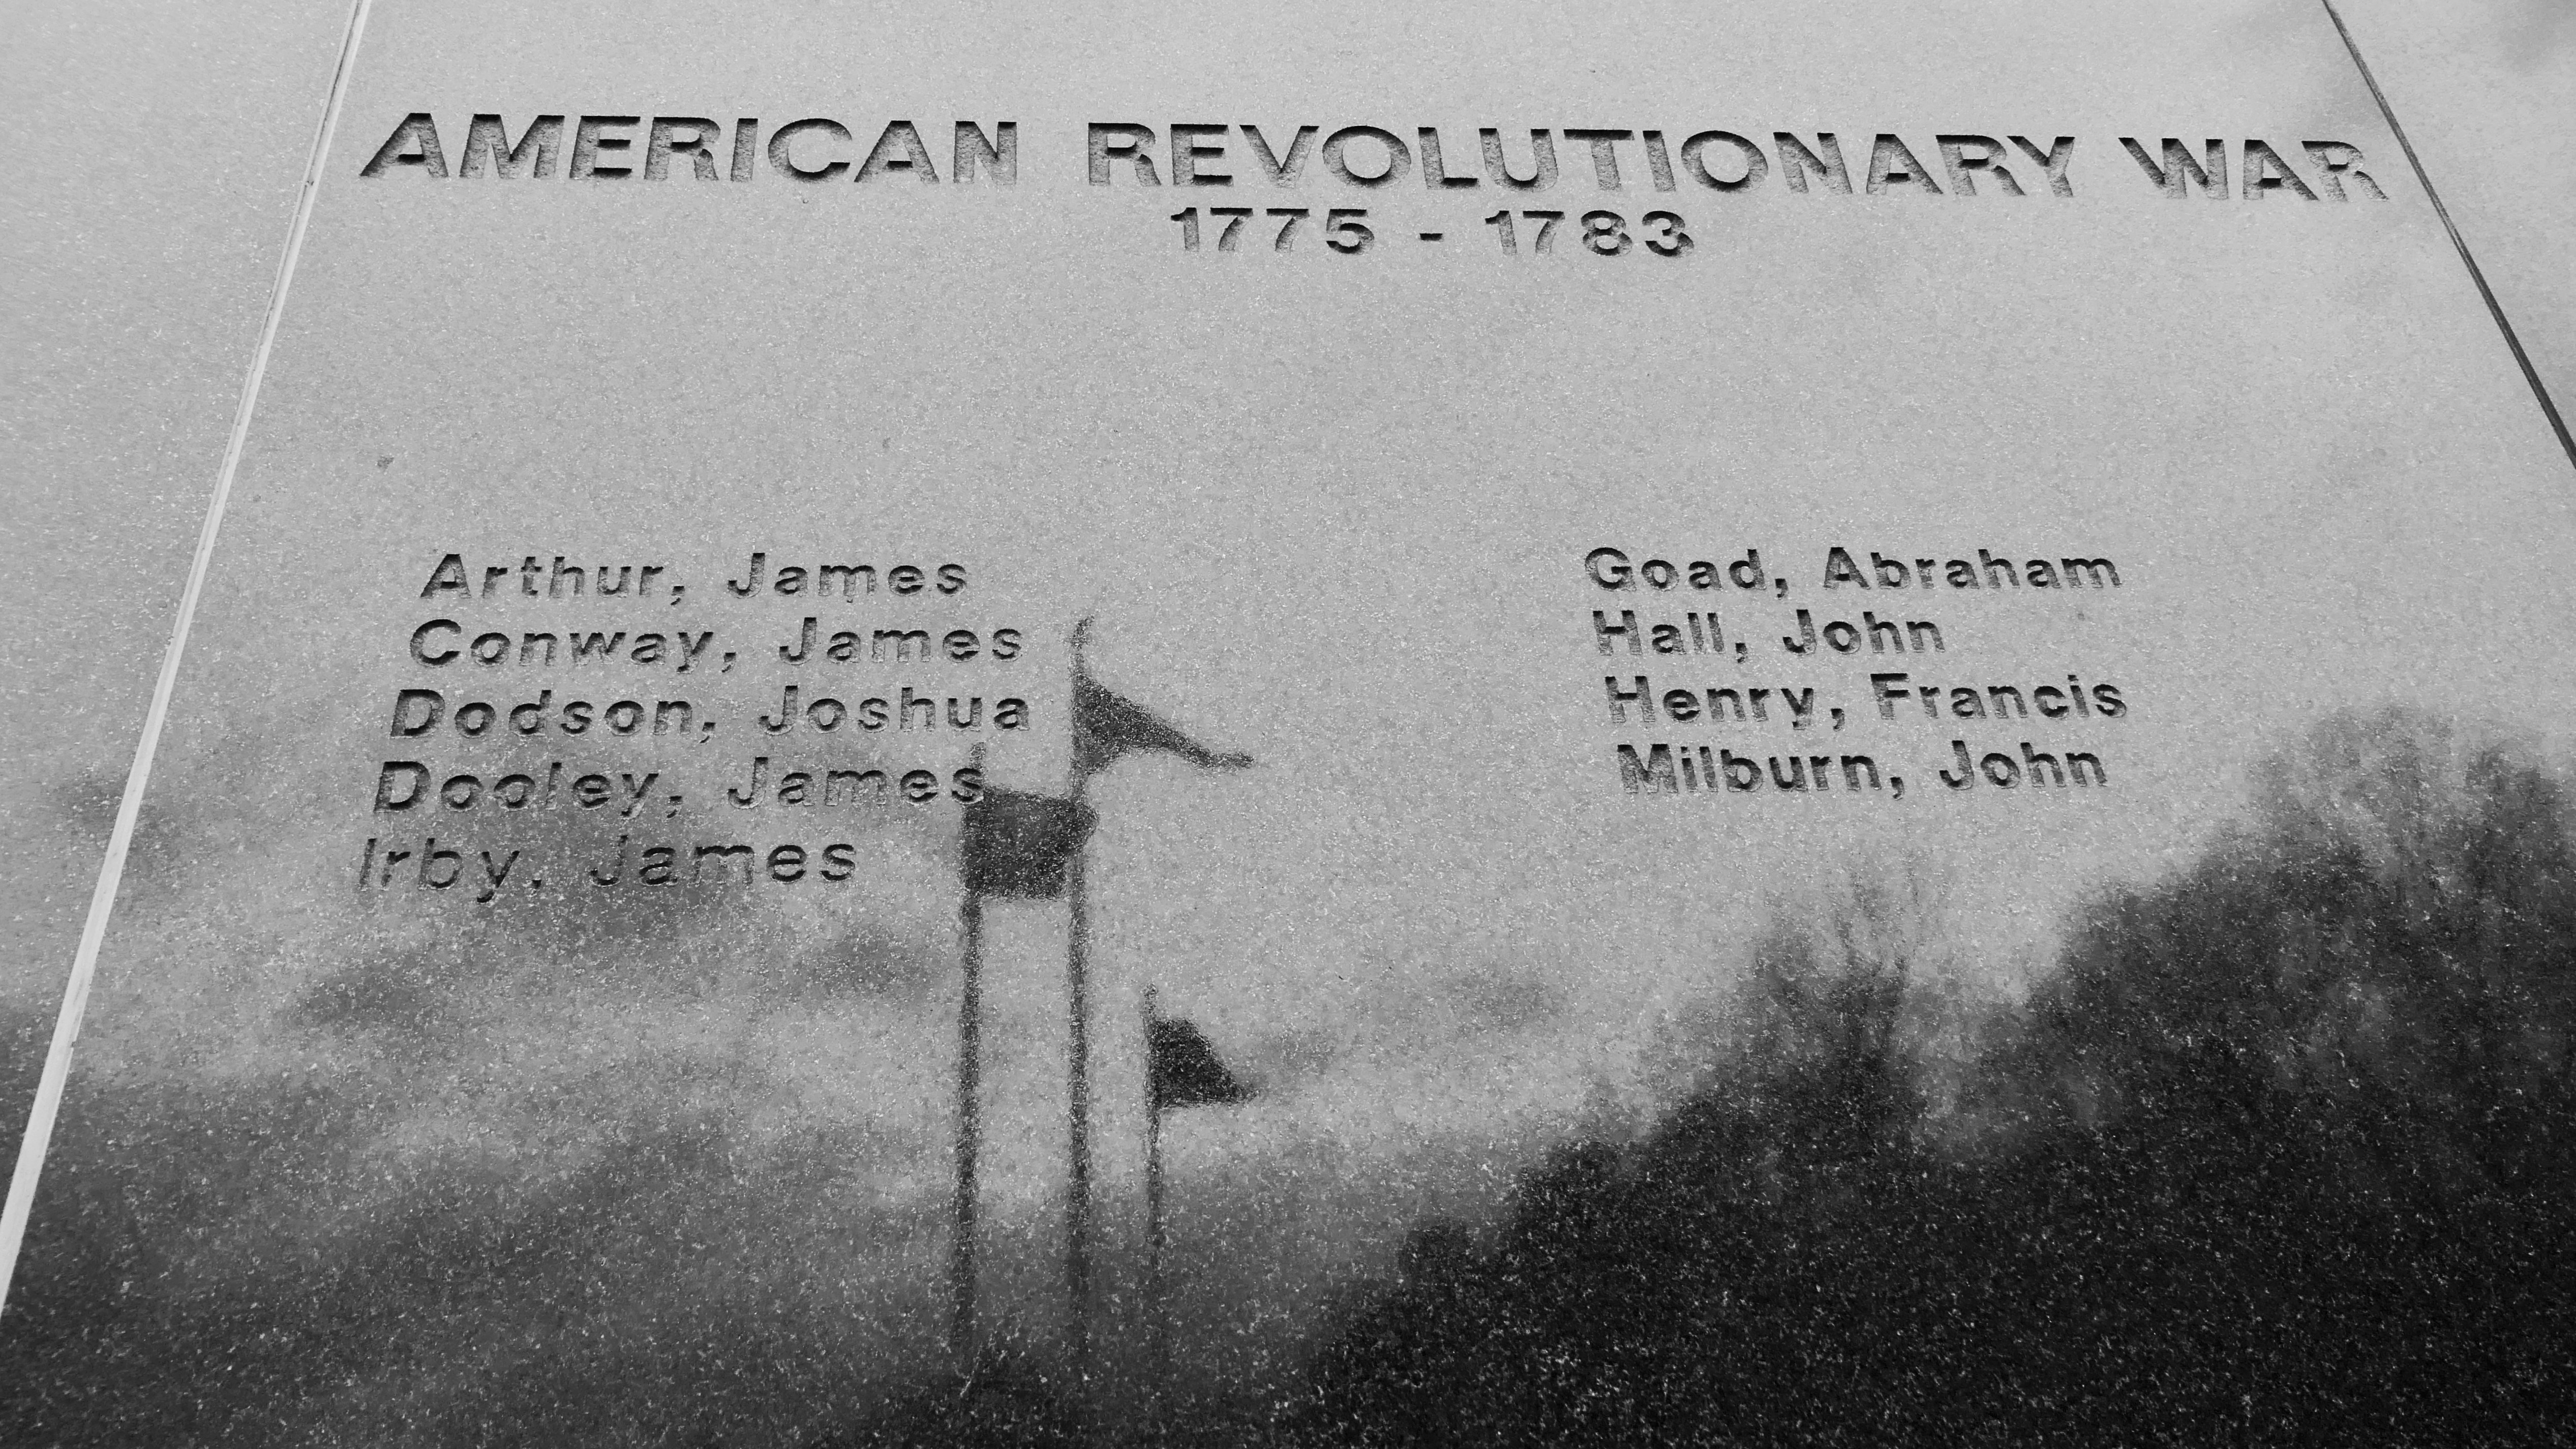 AMERICAN REVOLUTIONARY WAR
1775 - 1783
Arthur, James
Conway, James
Dodson, Joshua
Dooley, James
Irby, James
Goad, Abraham
Hall, John
Henry, Francis
Milburn, John